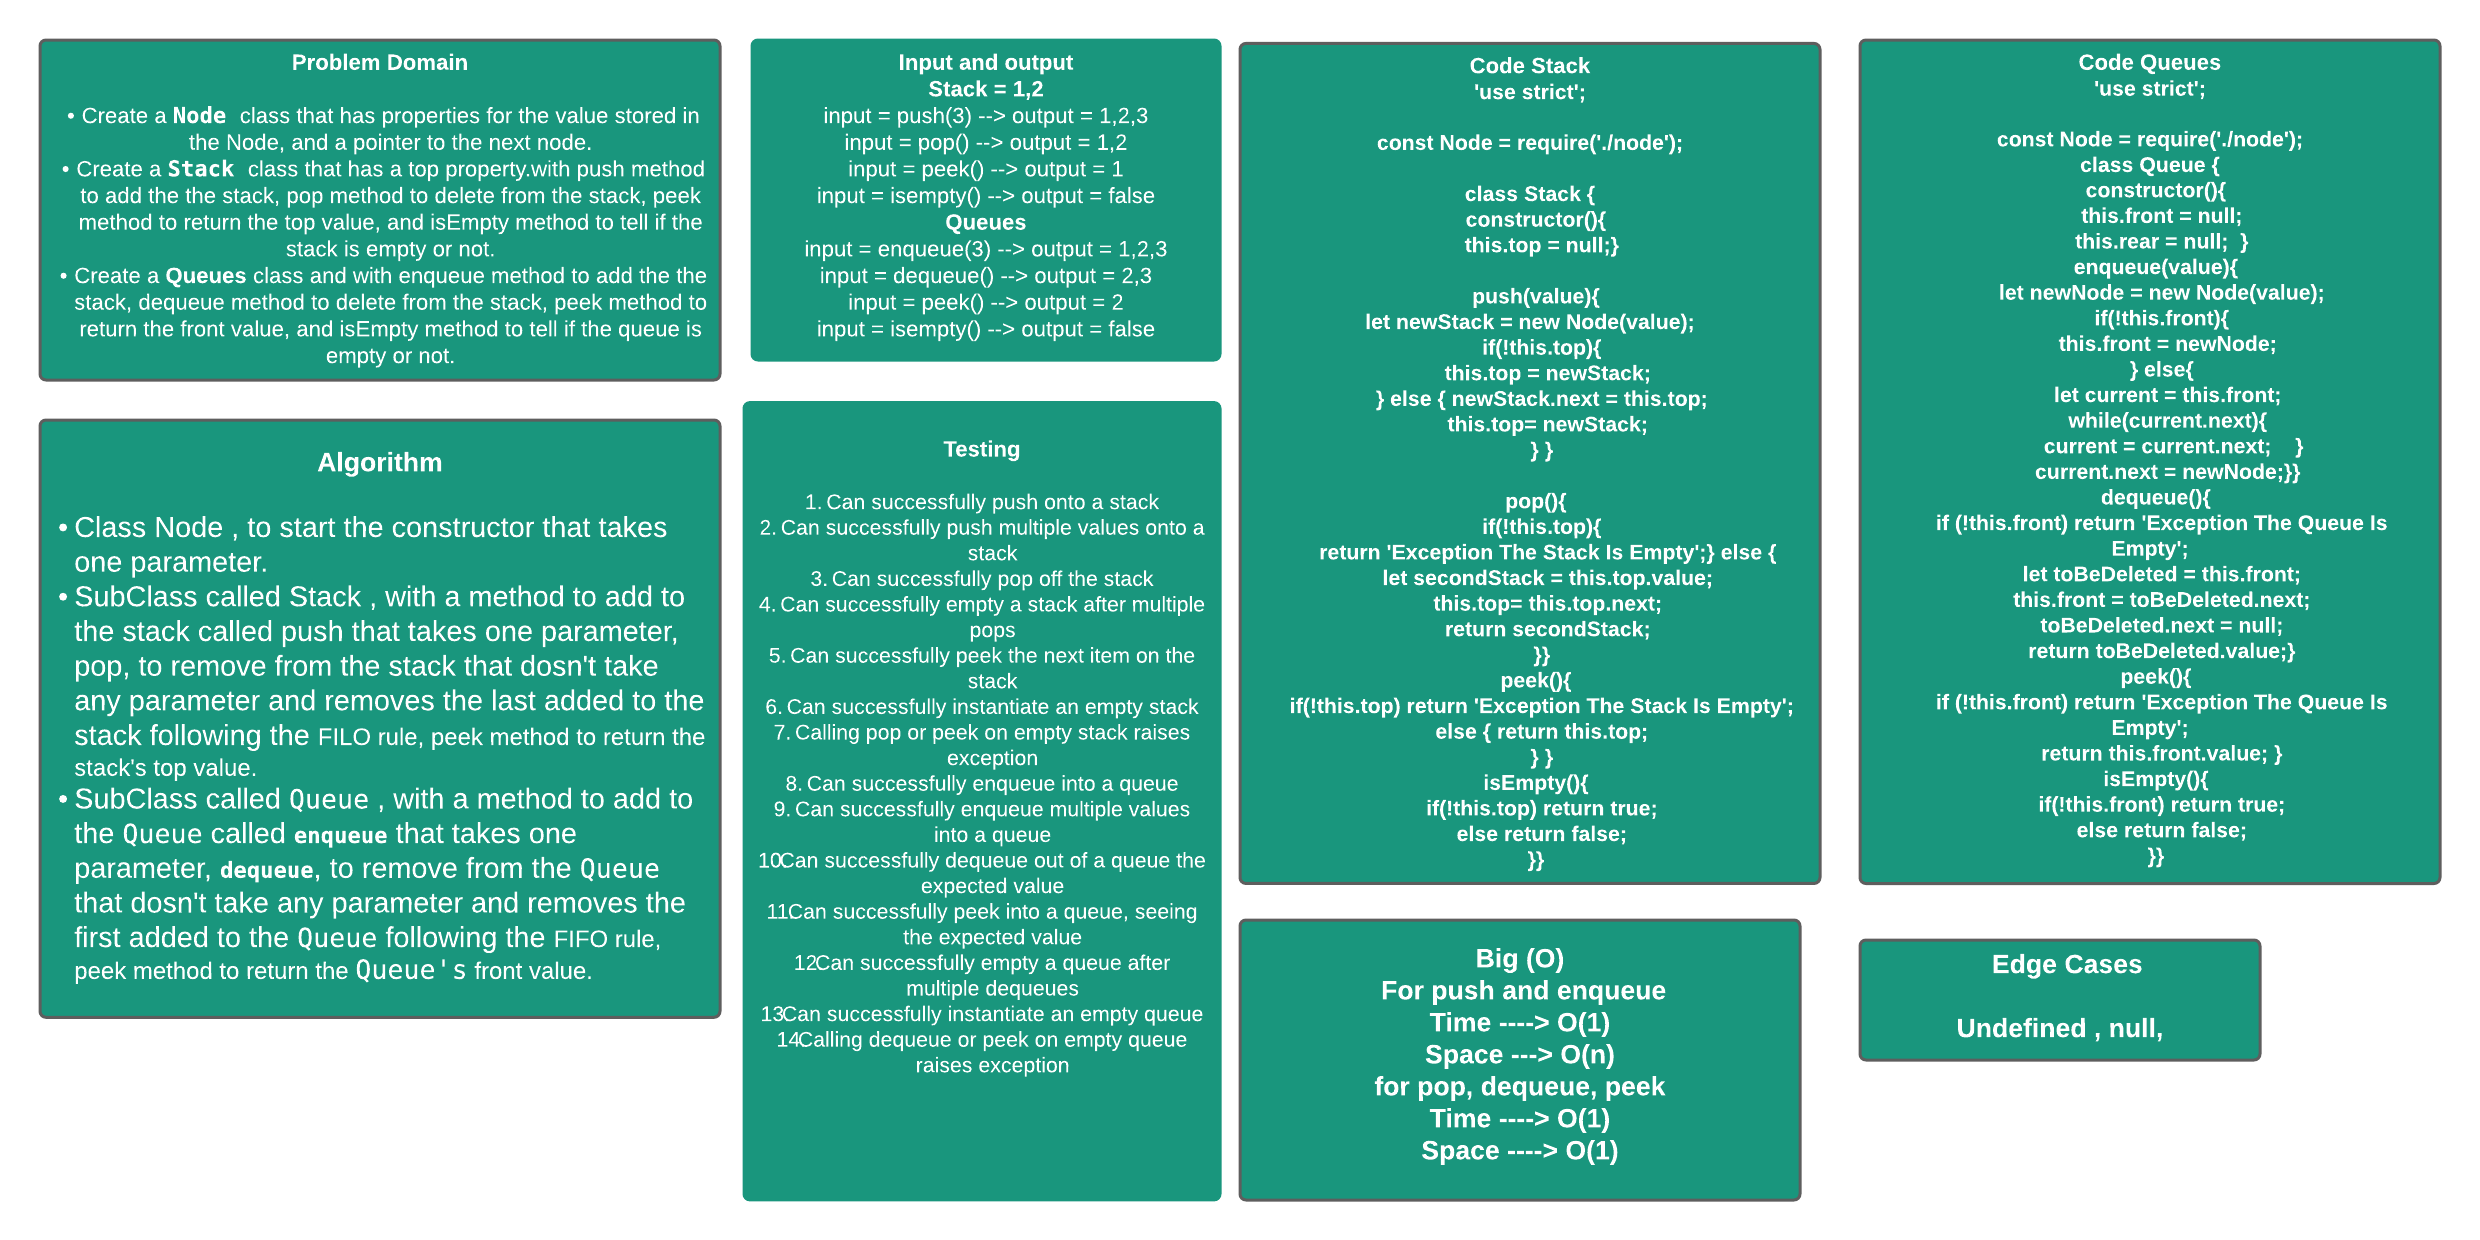 Problem Domain
• Create a Node class that has properties for the value stored in
the Node, and a pointer to the next node.
• Create a Stack class that has a top property.with push method
to add the the stack, pop method to delete from the stack, peek
method to return the top value, and isEmpty method to tell if the
stack is empty or not.
• Create a Queues class and with enqueue method to add the the
stack, dequeue method to delete from the stack, peek method to
return the front value, and isEmpty method to tell if the queue is
empty or not.
Algorithm
• Class Node , to start the constructor that takes
one parameter.
• SubClass called Stack , with a method to add to
the stack called push that takes one parameter,
pop, to remove from the stack that dosn't take
any parameter and removes the last added to the
stack following the FILO rule, peek method to return the
stack's top value.
• SubClass called Queue , with a method to add to
the Queue called enqueue that takes one
parameter, dequeue, to remove from the Queue
that dosn't take any parameter and removes the
first added to the Queue following the FIFO rule,
peek method to return the Queue's front value.
Input and output
Stack = 1,2
input = push(3) --> output = 1,2,3
input = pop() --> output = 1,2
input = peek() --> output = 1
input = isempty() --> output = false
Queues
input = enqueue(3) --> output = 1,2,3
input = dequeue() --> output = 2,3
input = peek() --> output = 2
input = isempty() --> output = false
Testing
1. Can successfully push onto a stack
2. Can successfully push multiple values onto a
stack
3. Can successfully pop off the stack
4. Can successfully empty a stack after multiple
pops
5. Can successfully peek the next item on the
stack
6. Can successfully instantiate an empty stack
7. Calling pop or peek on empty stack raises
exception
8. Can successfully enqueue into a queue
9. Can successfully enqueue multiple values
into a queue
10Can successfully dequeue out of a queue the
expected value
11Can successfully peek into a queue, seeing
the expected value
12Can successfully empty a queue after
multiple dequeues
13Can successfully instantiate an empty queue
14Calling dequeue or peek on empty queue
raises exception
Code Stack
'use strict';
const Node = require('./node');
class Stack {
constructor(){
this.top = null;}
push(value){
let newStack = new Node(value);
if(!this.top){
this.top = newStack;
} else { newStack.next = this.top;
this.top= newStack;
} }
pop(){
if(!this.top){
return 'Exception The Stack Is Empty';} else {
let secondStack = this.top.value;
this.top= this.top.next;
return secondStack;
}}
peek(){
if(!this.top) return 'Exception The Stack Is Empty';
else { return this.top;
} }
isEmpty(){
if(!this.top) return true;
else return false;
}}
Big (O)
For push and enqueue
Time ----> O(1)
Space ---> O(n)
for pop, dequeue, peek
Time ----> O(1)
Space ----> O(1)
Code Queues
'use strict';
const Node = require('./node');
class Queue {
constructor(){
this.front = null;
this.rear = null; }
enqueue(value){
let newNode = new Node(value);
if(!this.front){
this.front = newNode;
} else{
let current = this.front;
while(current.next){
current = current.next; }
current.next = newNode;}}
dequeue(){
if (!this.front) return 'Exception The Queue Is
Empty';
let toBeDeleted = this.front;
this.front = toBeDeleted.next;
toBeDeleted.next = null;
return toBeDeleted.value;}
peek(){
if (!this.front) return 'Exception The Queue Is
Empty';
return this.front.value; }
isEmpty(){
if(!this.front) return true;
else return false;
}}
Edge Cases
Undefined , null,